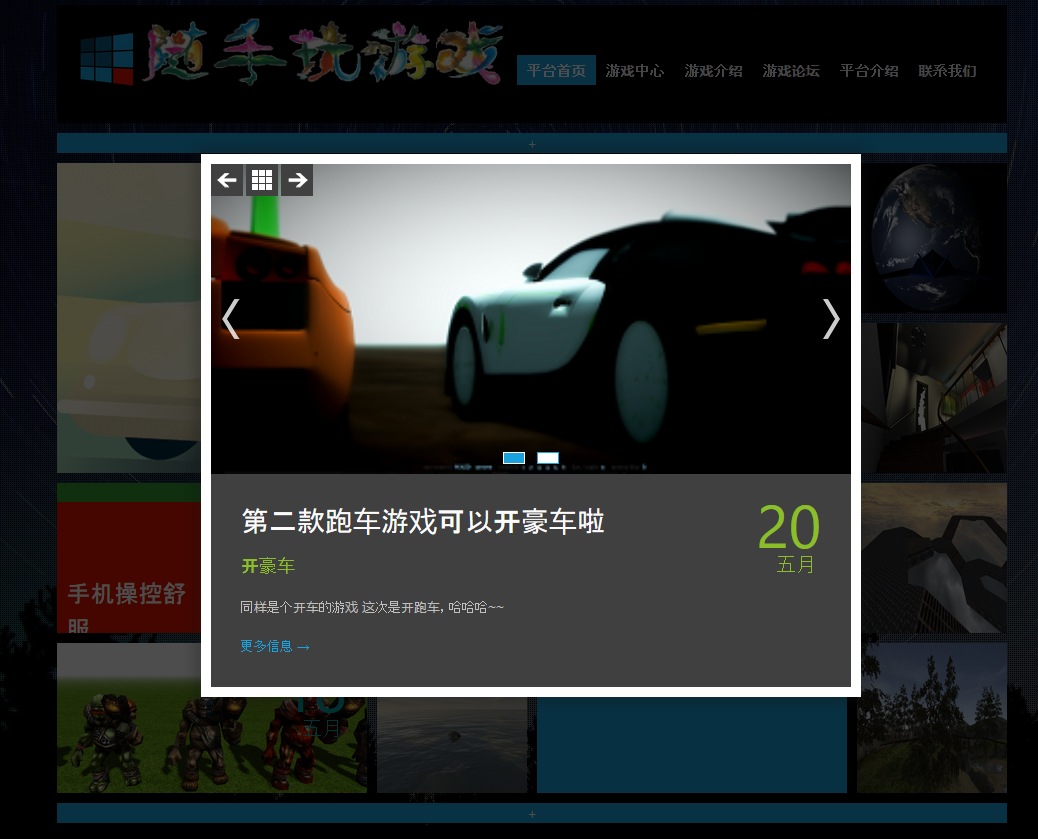 随手玩游戏
平台首页 游戏中心 游戏介绍 游戏论坛 平台介绍 联系我们
+
第二款跑车游戏可以开豪车啦
20
五月
开豪车
同样是个开车的游戏 这次是开跑车, 哈哈哈~~
更多信息 →
手机操控舒
服
五月
+